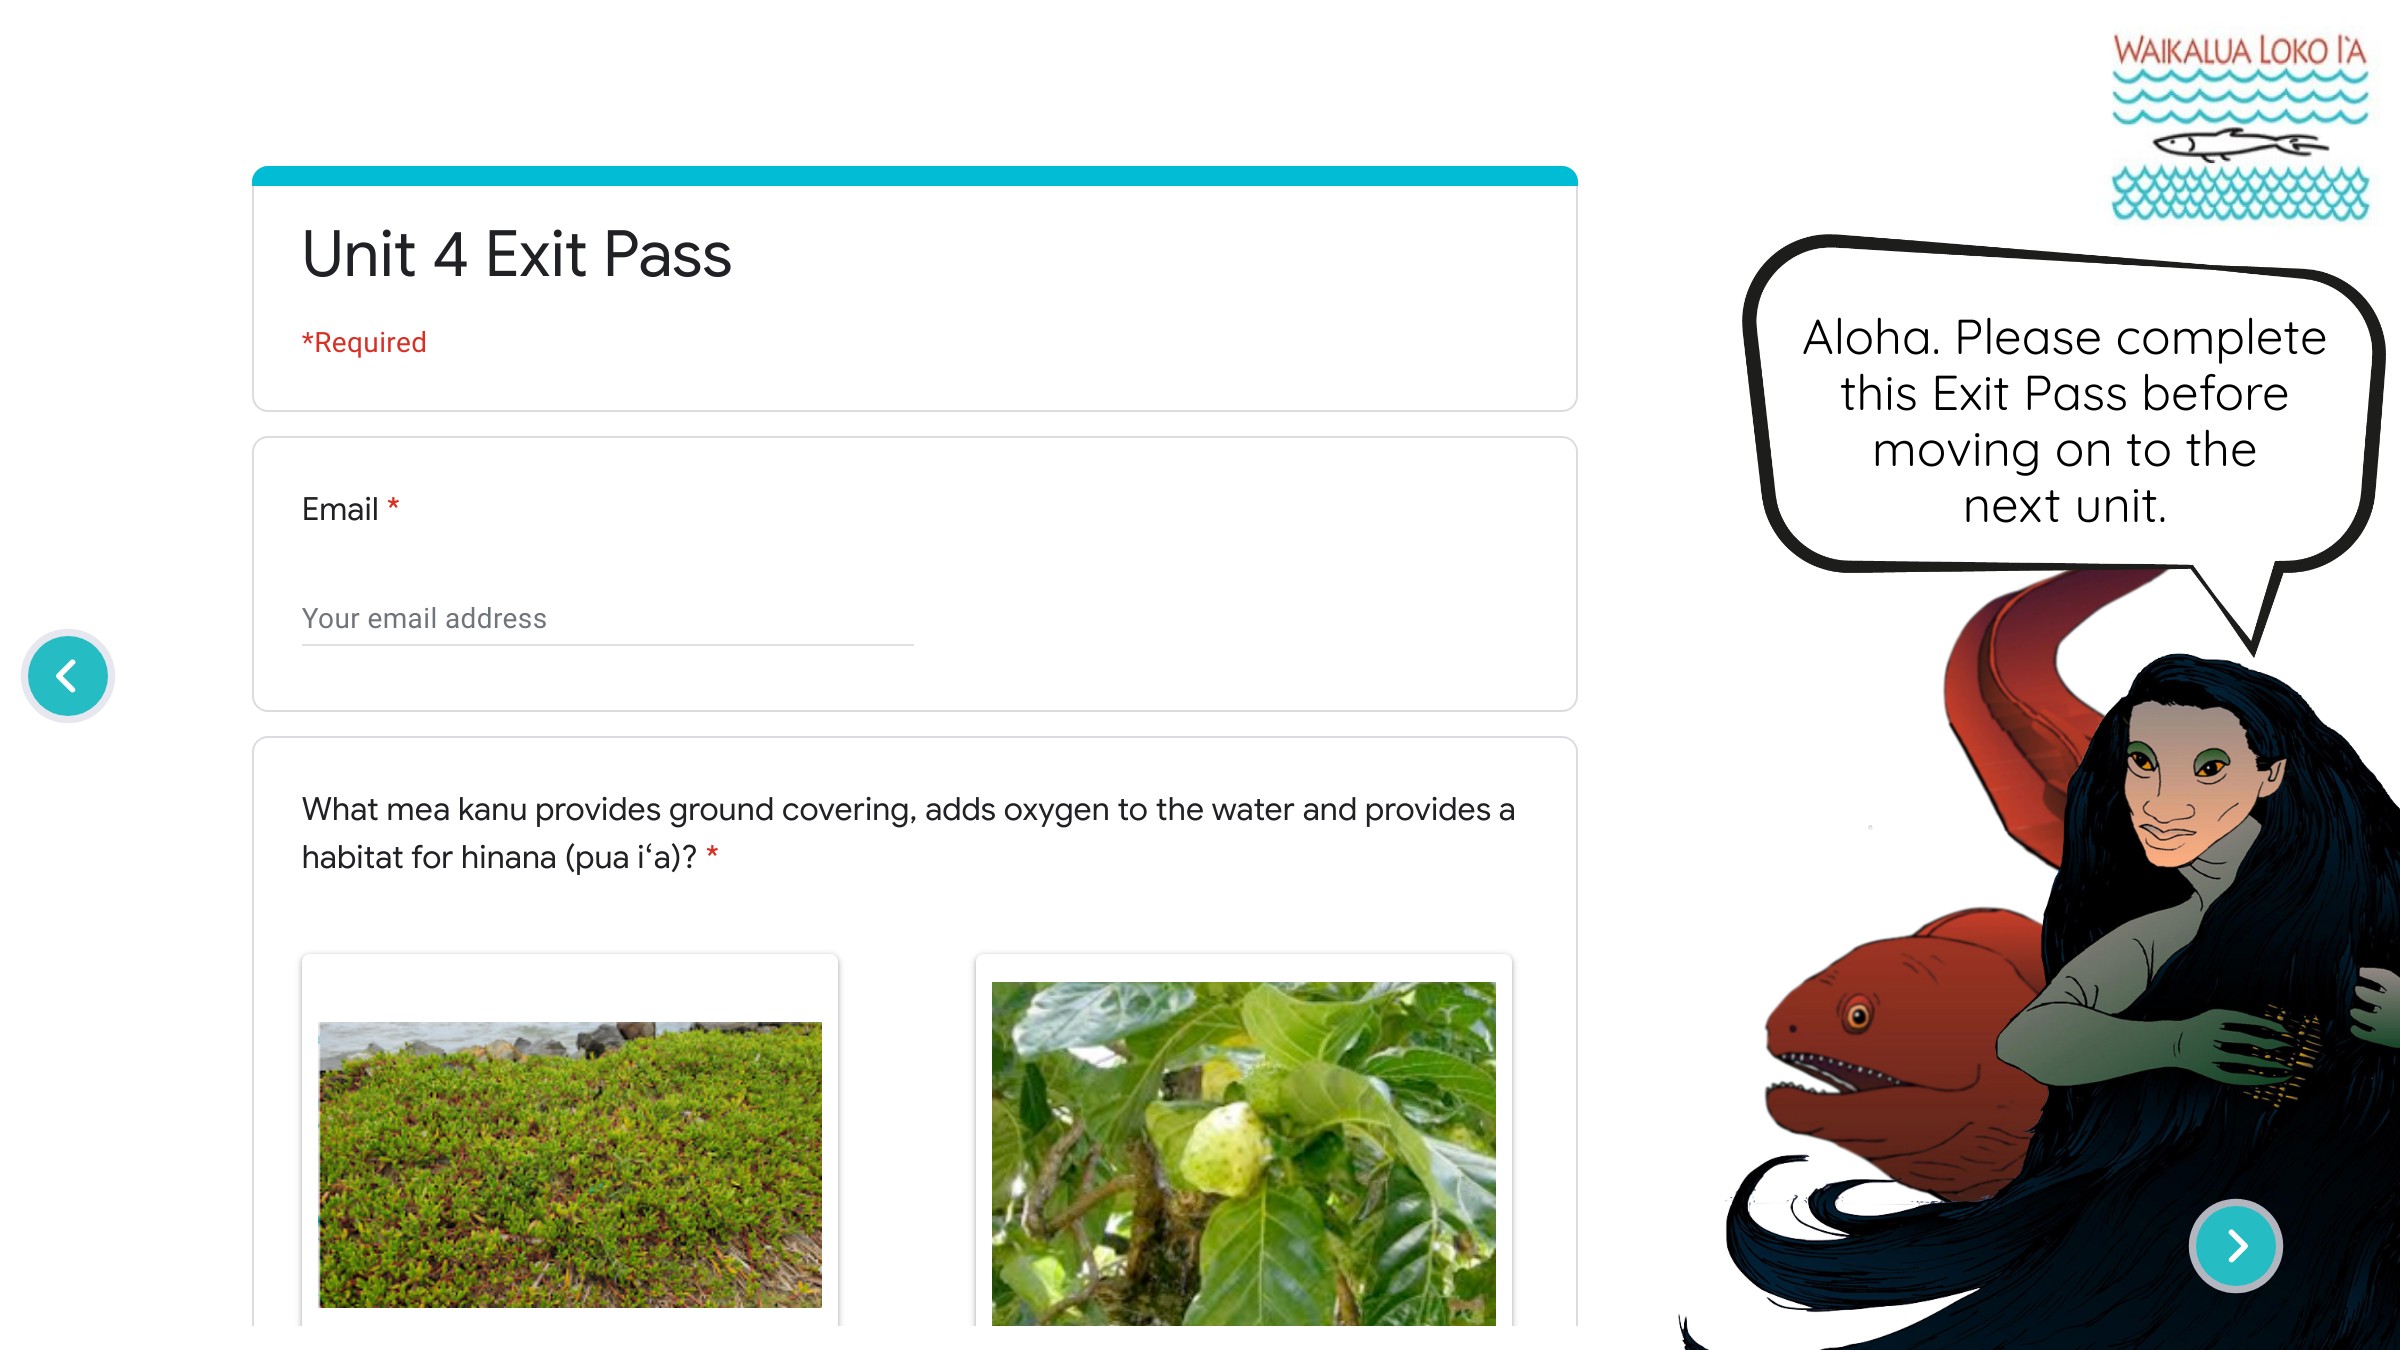 WAIKALUA LOKO I'A
Unit 4 Exit Pass
*Required
Email *
Your email address
What mea kanu provides ground covering, adds oxygen to the water and provides a
habitat for hinana (pua iʻa)? *
Aloha. Please complete
this Exit Pass before
moving on to the
next unit.